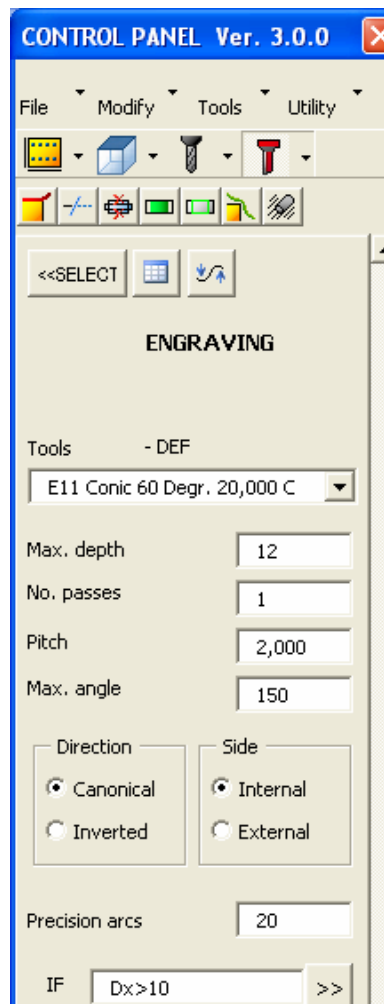 CONTROL PANEL Ver. 3.0.0
File Modify Tools Utility
<<SELECT
ENGRAVING
Tools - DEF
E11 Conic 60 Degr. 20,000 C
Max. depth 12
No. passes 1
Pitch 2,000
Max. angle 150
Direction Side
Canonical Internal
Inverted External
Precision arcs 20
IF Dx>10 >>